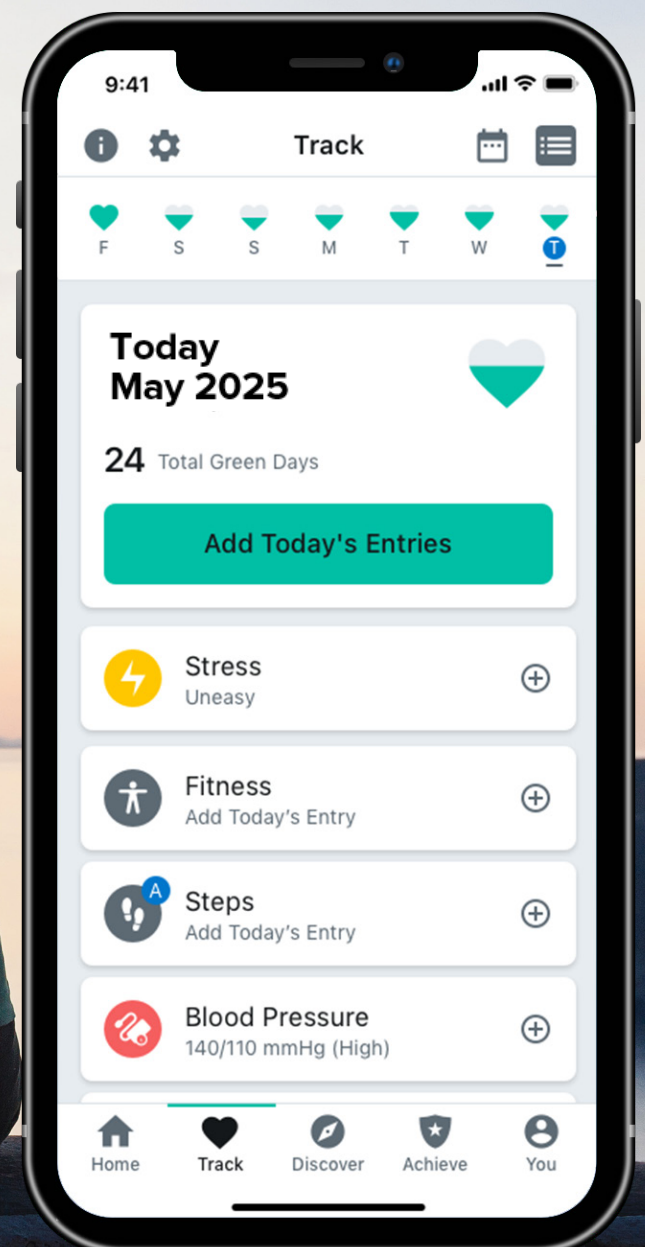 9:41
Track
F S S M T W T
Today
May 2025
24 Total Green Days
Add Today's Entries
Stress
Uneasy
Fitness
Add Today's Entry
A
Steps
Add Today's Entry
Blood Pressure
140/110 mmHg (High)
Home Track Discover Achieve You